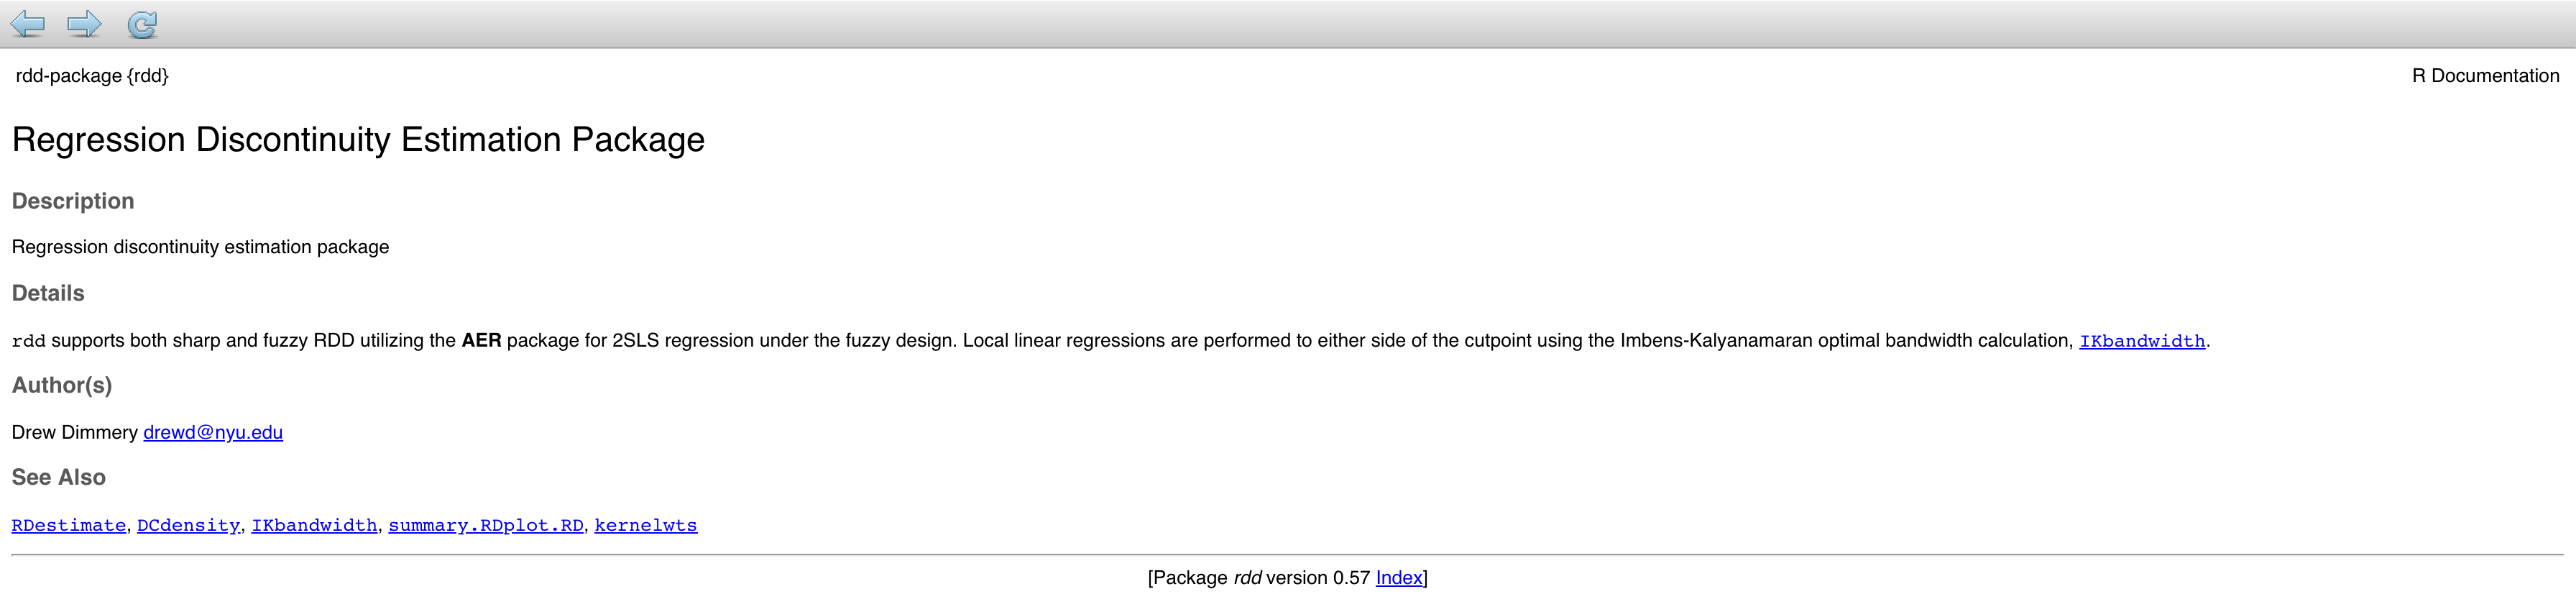 rdd-package {rdd}
R Documentation
Regression Discontinuity Estimation Package
Description
Regression discontinuity estimation package
Details
rdd supports both sharp and fuzzy RDD utilizing the AER package for 2SLS regression under the fuzzy design. Local linear regressions are performed to either side of the cutpoint using the Imbens-Kalyanamaran optimal bandwidth calculation, IKbandwidth.
Author(s)
Drew Dimmery drewd@nyu.edu
See Also
RDestimate, DCdensity, IKbandwidth, summary.RDplot.RD, kernelwts
[Package rdd version 0.57 Index]